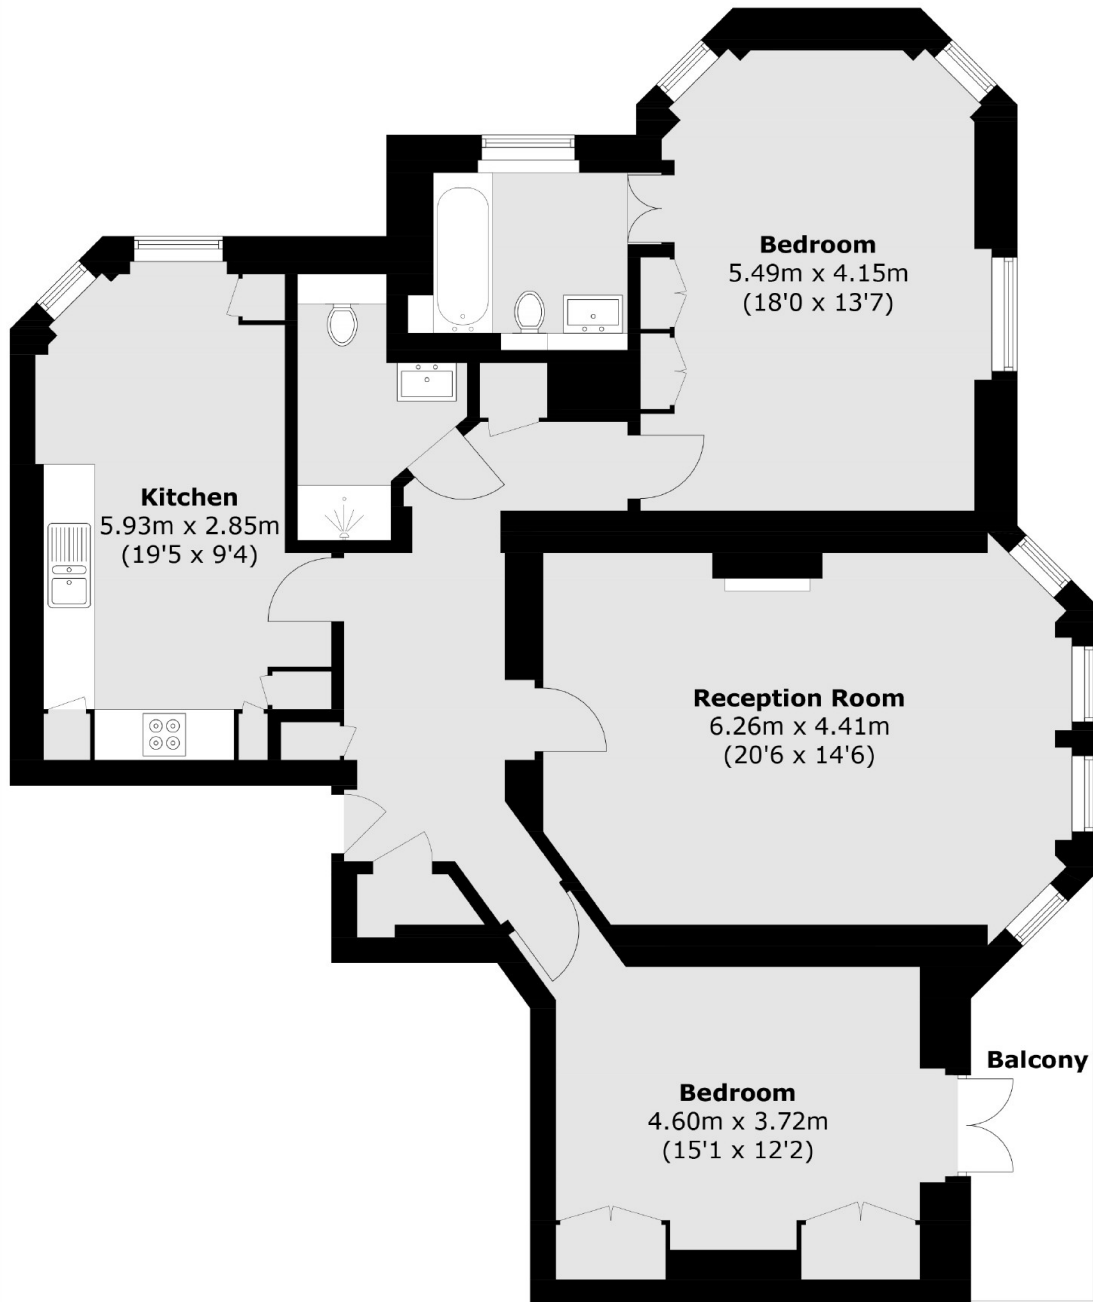 Bedroom
5.49m x 4.15m
(18'0 x 13'7)
Kitchen
5.93m x 2.85m
(19'5 x 9'4)
Reception Room
6.26m x 4.41m
(20'6 x 14'6)
Balcony
Bedroom
4.60m x 3.72m
(15'1 x 12'2)